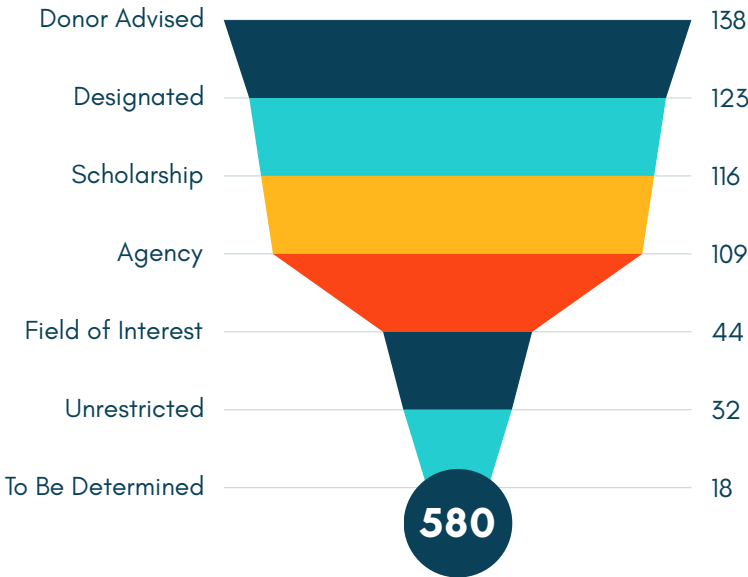 Donor Advised 138
Designated 123
Scholarship 116
Agency 109
Field of Interest 44
Unrestricted 32
To Be Determined 18
580